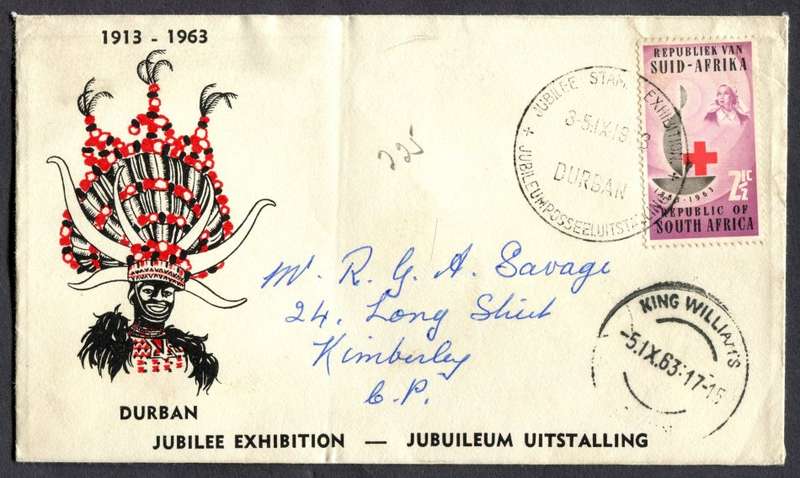 1913 - 1963
REPUBLIEK VAN
SUID-AFRIKA
1863-1963
2½c
REPUBLIC OF
SOUTH AFRICA
JUBILEE STAMP EXHIBITION
3-5.IX.1963
DURBAN
+ JUBILEUMPOSSEËLUITSTALLING
225
Mr. R. G. A. Savage
24, Long Street
Kimberley
C.P.
KING WILLIAM'S
-5.IX.63·17-15
DURBAN
JUBILEE EXHIBITION — JUBUILEUM UITSTALLING